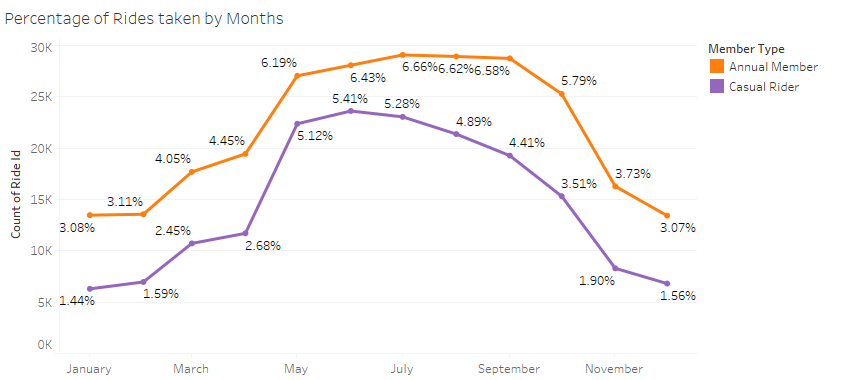 Percentage of Rides taken by Months
Member Type
Annual Member
Casual Rider
Count of Ride Id
30K
25K
20K
15K
10K
5K
0K
3.08%
3.11%
4.05%
4.45%
6.19%
6.43%
6.66%
6.62%
6.58%
5.79%
3.73%
3.07%
1.44%
1.59%
2.45%
2.68%
5.12%
5.41%
5.28%
4.89%
4.41%
3.51%
1.90%
1.56%
January
March
May
July
September
November